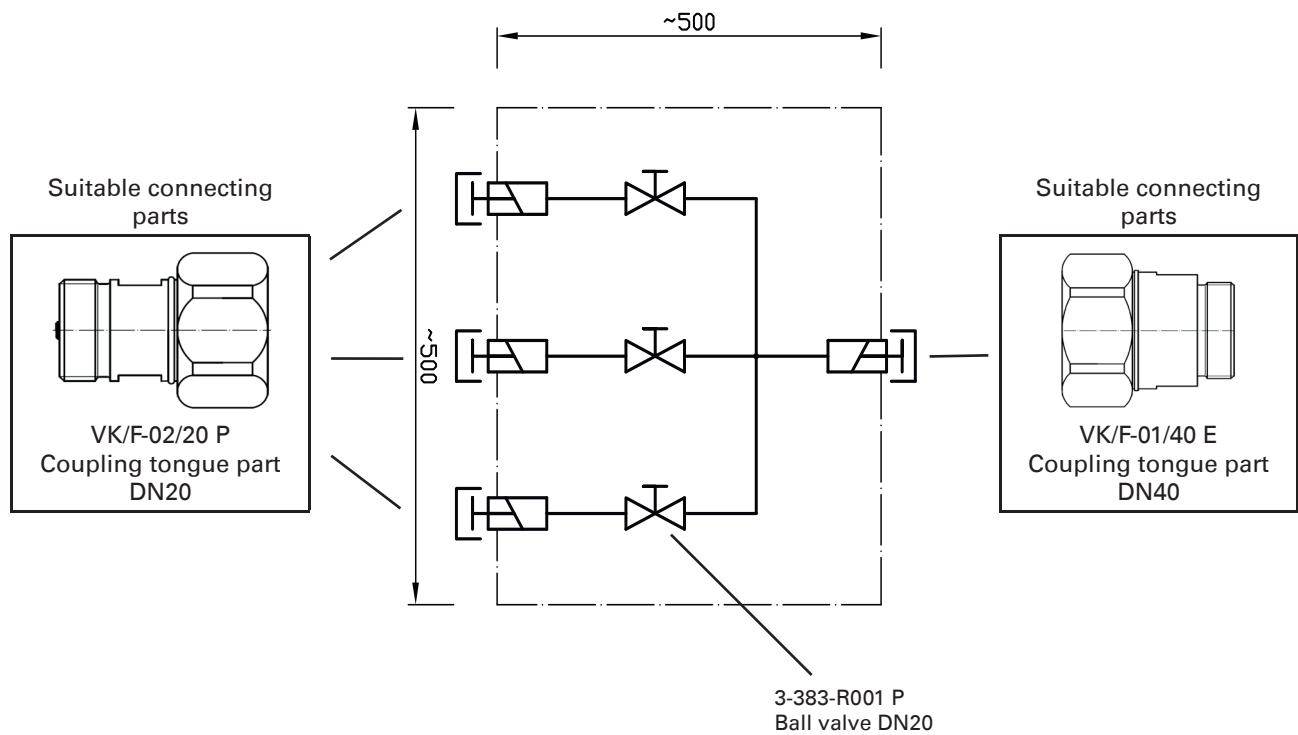 ~500
Suitable connecting
parts
VK/F-02/20 P
Coupling tongue part
DN20
~500
Suitable connecting
parts
VK/F-01/40 E
Coupling tongue part
DN40
3-383-R001 P
Ball valve DN20